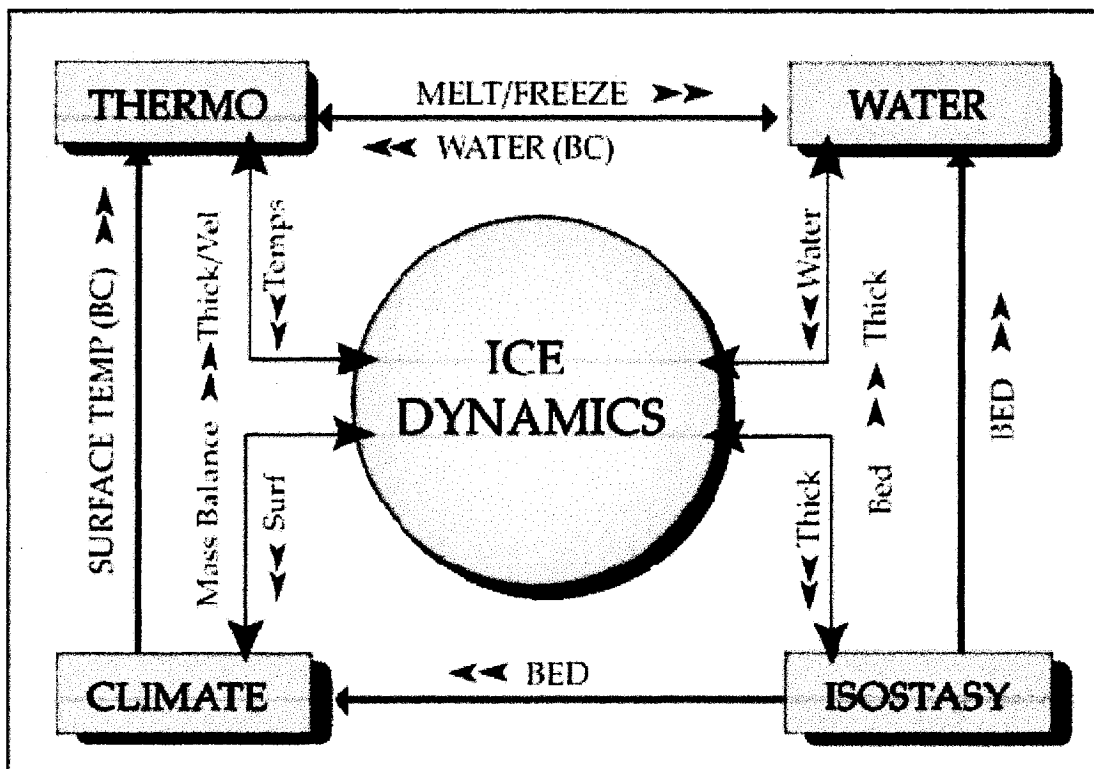 THERMO
MELT/FREEZE
WATER (BC)
WATER
SURFACE TEMP (BC)
Mass Balance
Thick/Vel
Temps
Surf
ICE
DYNAMICS
Water
Thick
Bed
Thick
BED
CLIMATE
BED
ISOSTASY